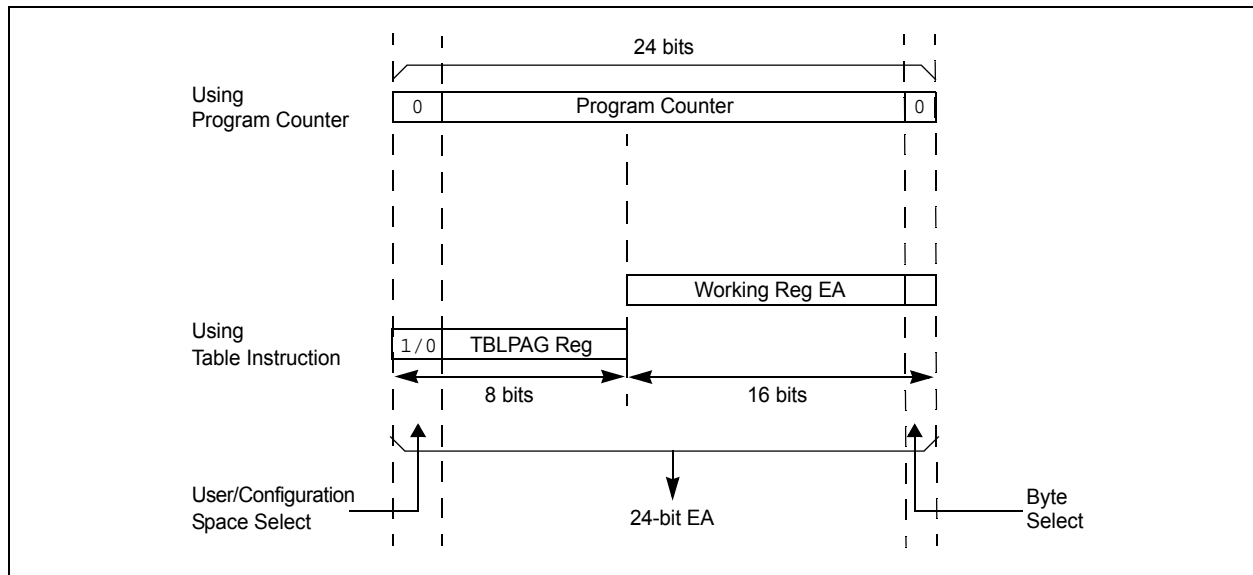 24 bits
Using
Program Counter
0
Program Counter
0
Working Reg EA
Using
Table Instruction
1/0
TBLPAG Reg
8 bits
16 bits
User/Configuration
Space Select
24-bit EA
Byte
Select